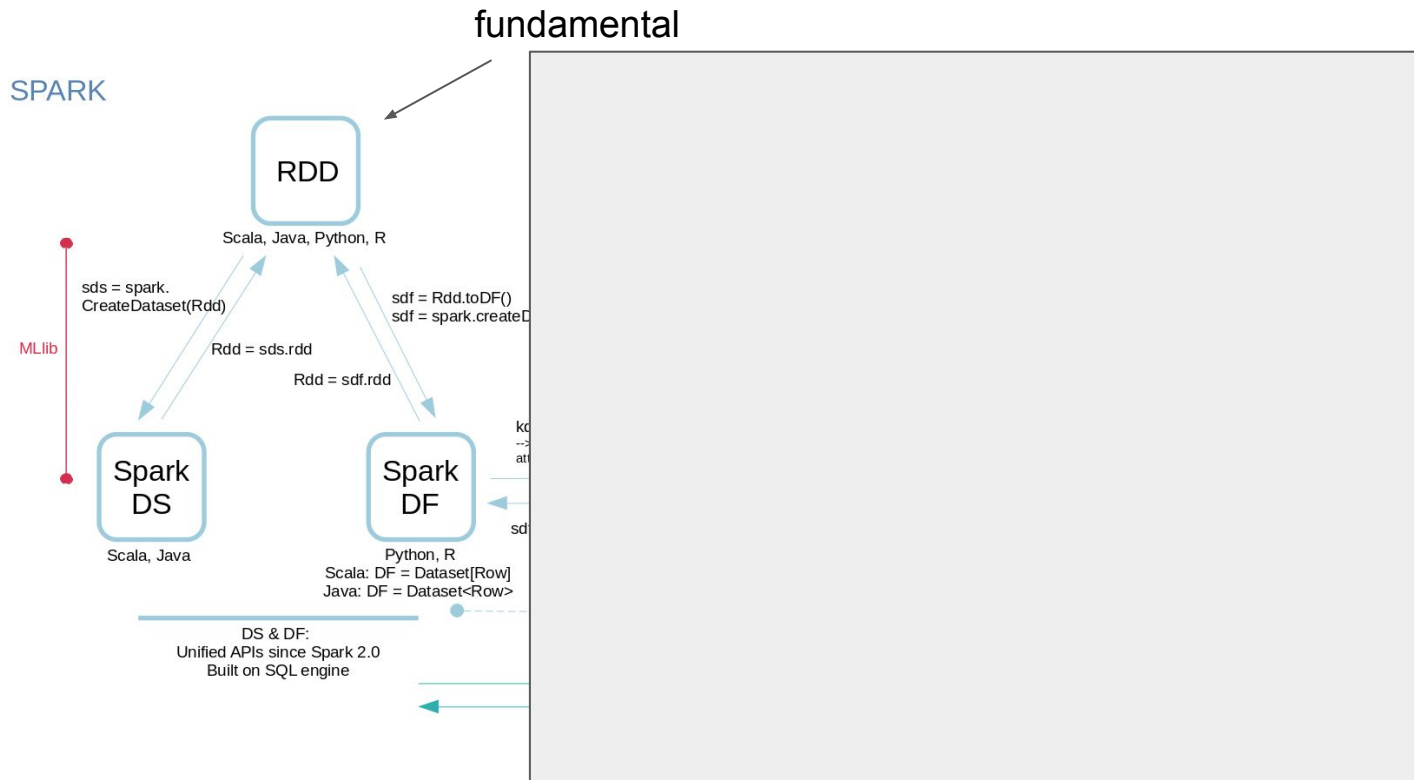 fundamental
SPARK
RDD
Scala, Java, Python, R
sds = spark.
CreateDataset(Rdd)
sdf = Rdd.toDF()
sdf = spark.create
MLlib
Rdd = sds.rdd
Rdd = sdf.rdd
-->
att
Spark
DS
Spark
DF
Scala, Java
Python, R
Scala: DF = Dataset[Row]
Java: DF = Dataset<Row>
DS & DF:
Unified APIs since Spark 2.0
Built on SQL engine